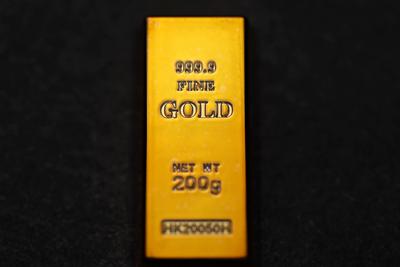 999.9
FINE
GOLD
NET WT
200g
HK20050H